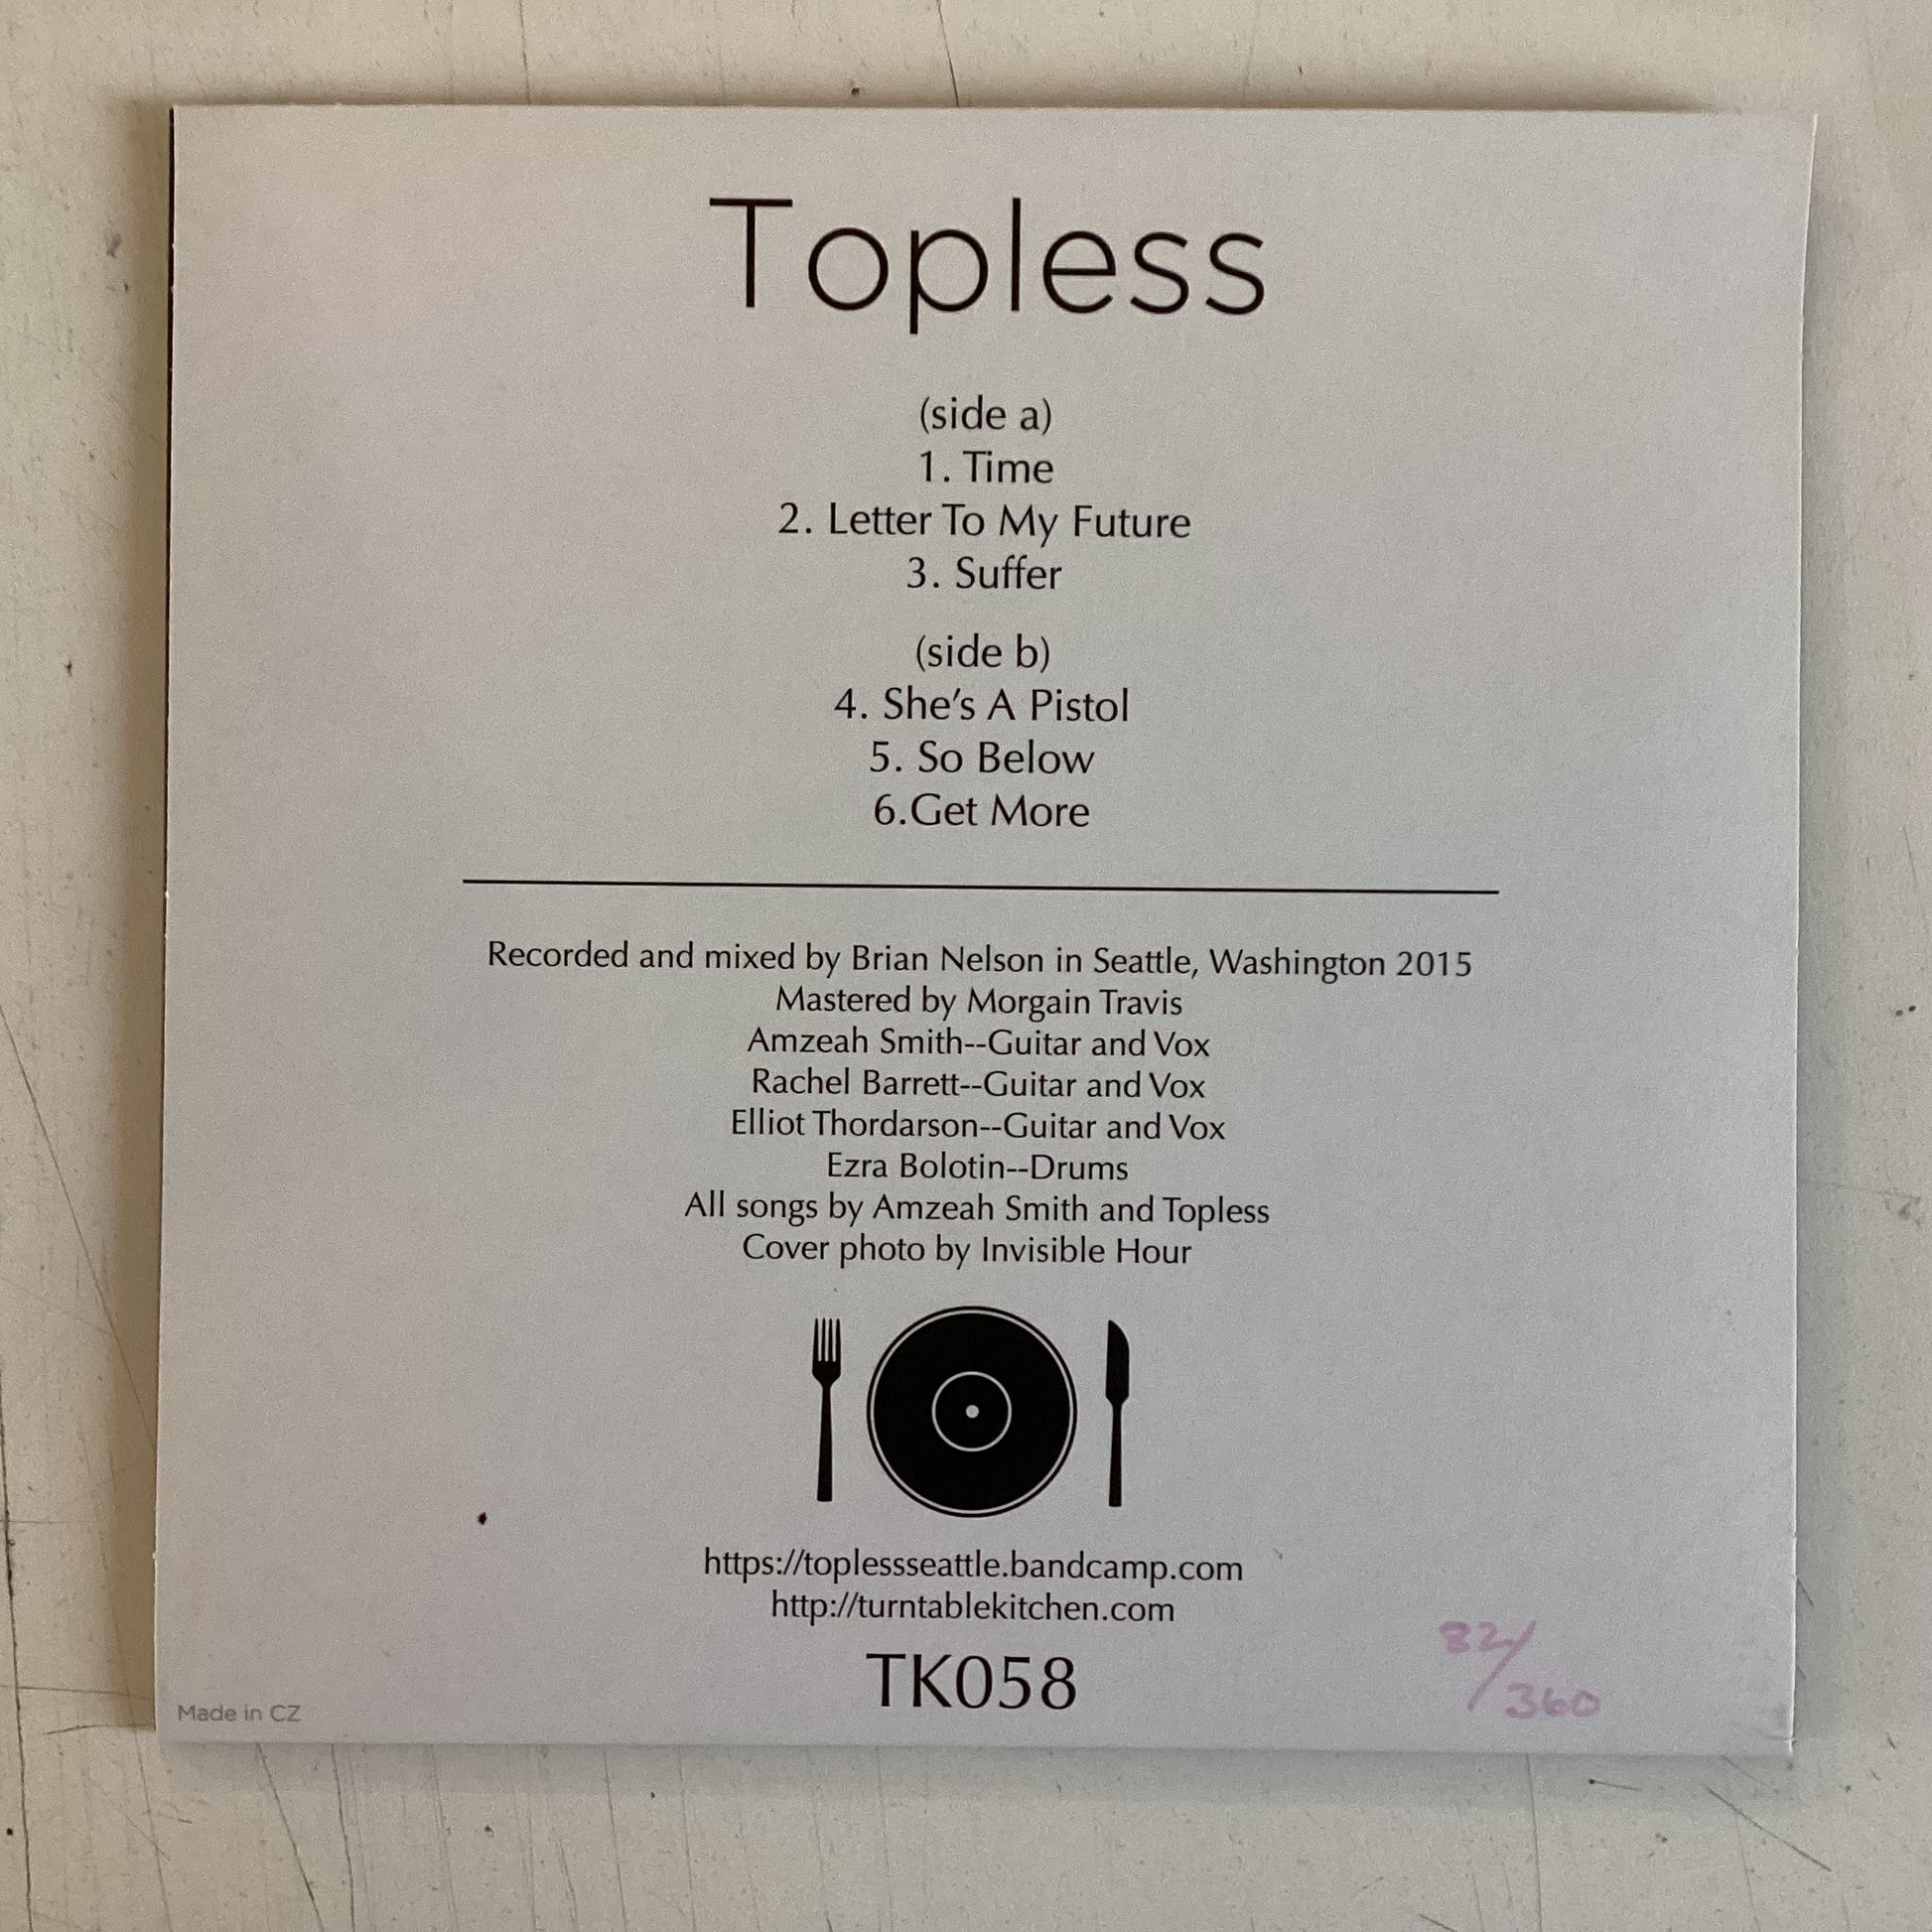 Topless
(side a)
1. Time
2. Letter To My Future
3. Suffer
(side b)
4. She's A Pistol
5. So Below
6.Get More
Recorded and mixed by Brian Nelson in Seattle, Washington 2015
Mastered by Morgain Travis
Amzeah Smith--Guitar and Vox
Rachel Barrett--Guitar and Vox
Elliot Thordarson--Guitar and Vox
Ezra Bolotin--Drums
All songs by Amzeah Smith and Topless
Cover photo by Invisible Hour
https://toplessseattle.bandcamp.com
http://turntablekitchen.com
TK058
Made in CZ
82/
360